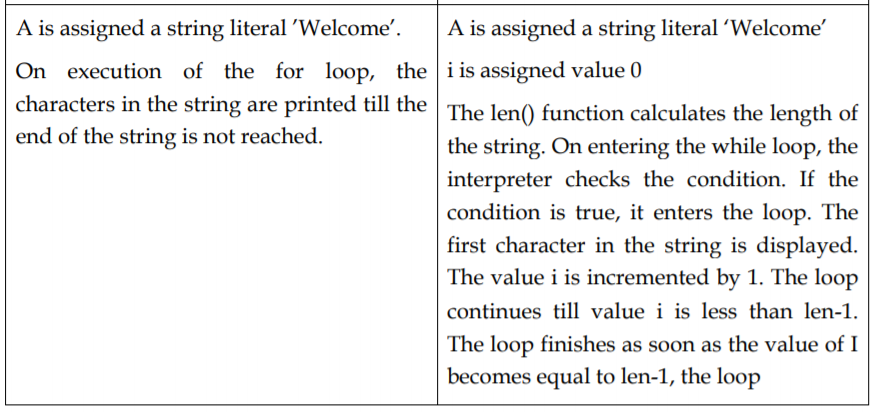 A is assigned a string literal ’Welcome’.
On execution of the for loop, the
characters in the string are printed till the
end of the string is not reached.
A is assigned a string literal ‘Welcome’
i is assigned value 0
The len() function calculates the length of
the string. On entering the while loop, the
interpreter checks the condition. If the
condition is true, it enters the loop. The
first character in the string is displayed.
The value i is incremented by 1. The loop
continues till value i is less than len-1.
The loop finishes as soon as the value of I
becomes equal to len-1, the loop